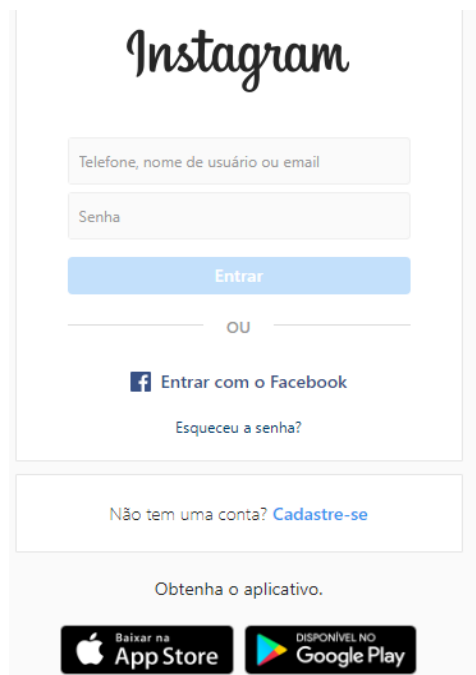 Instagram
Telefone, nome de usuário ou email
Senha
Entrar
OU
Entrar com o Facebook
Esqueceu a senha?
Não tem uma conta? Cadastre-se
Obtenha o aplicativo.
Baixar na
App Store
DISPONÍVEL NO
Google Play